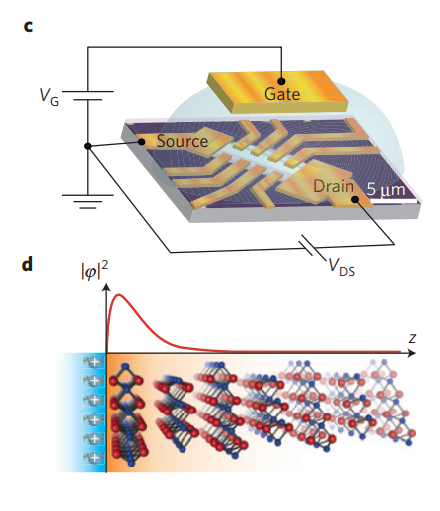 c
V_G
Gate
Source
Drain
5 μm
V_DS
d
|φ|²
z
+
+
+
+
+
+